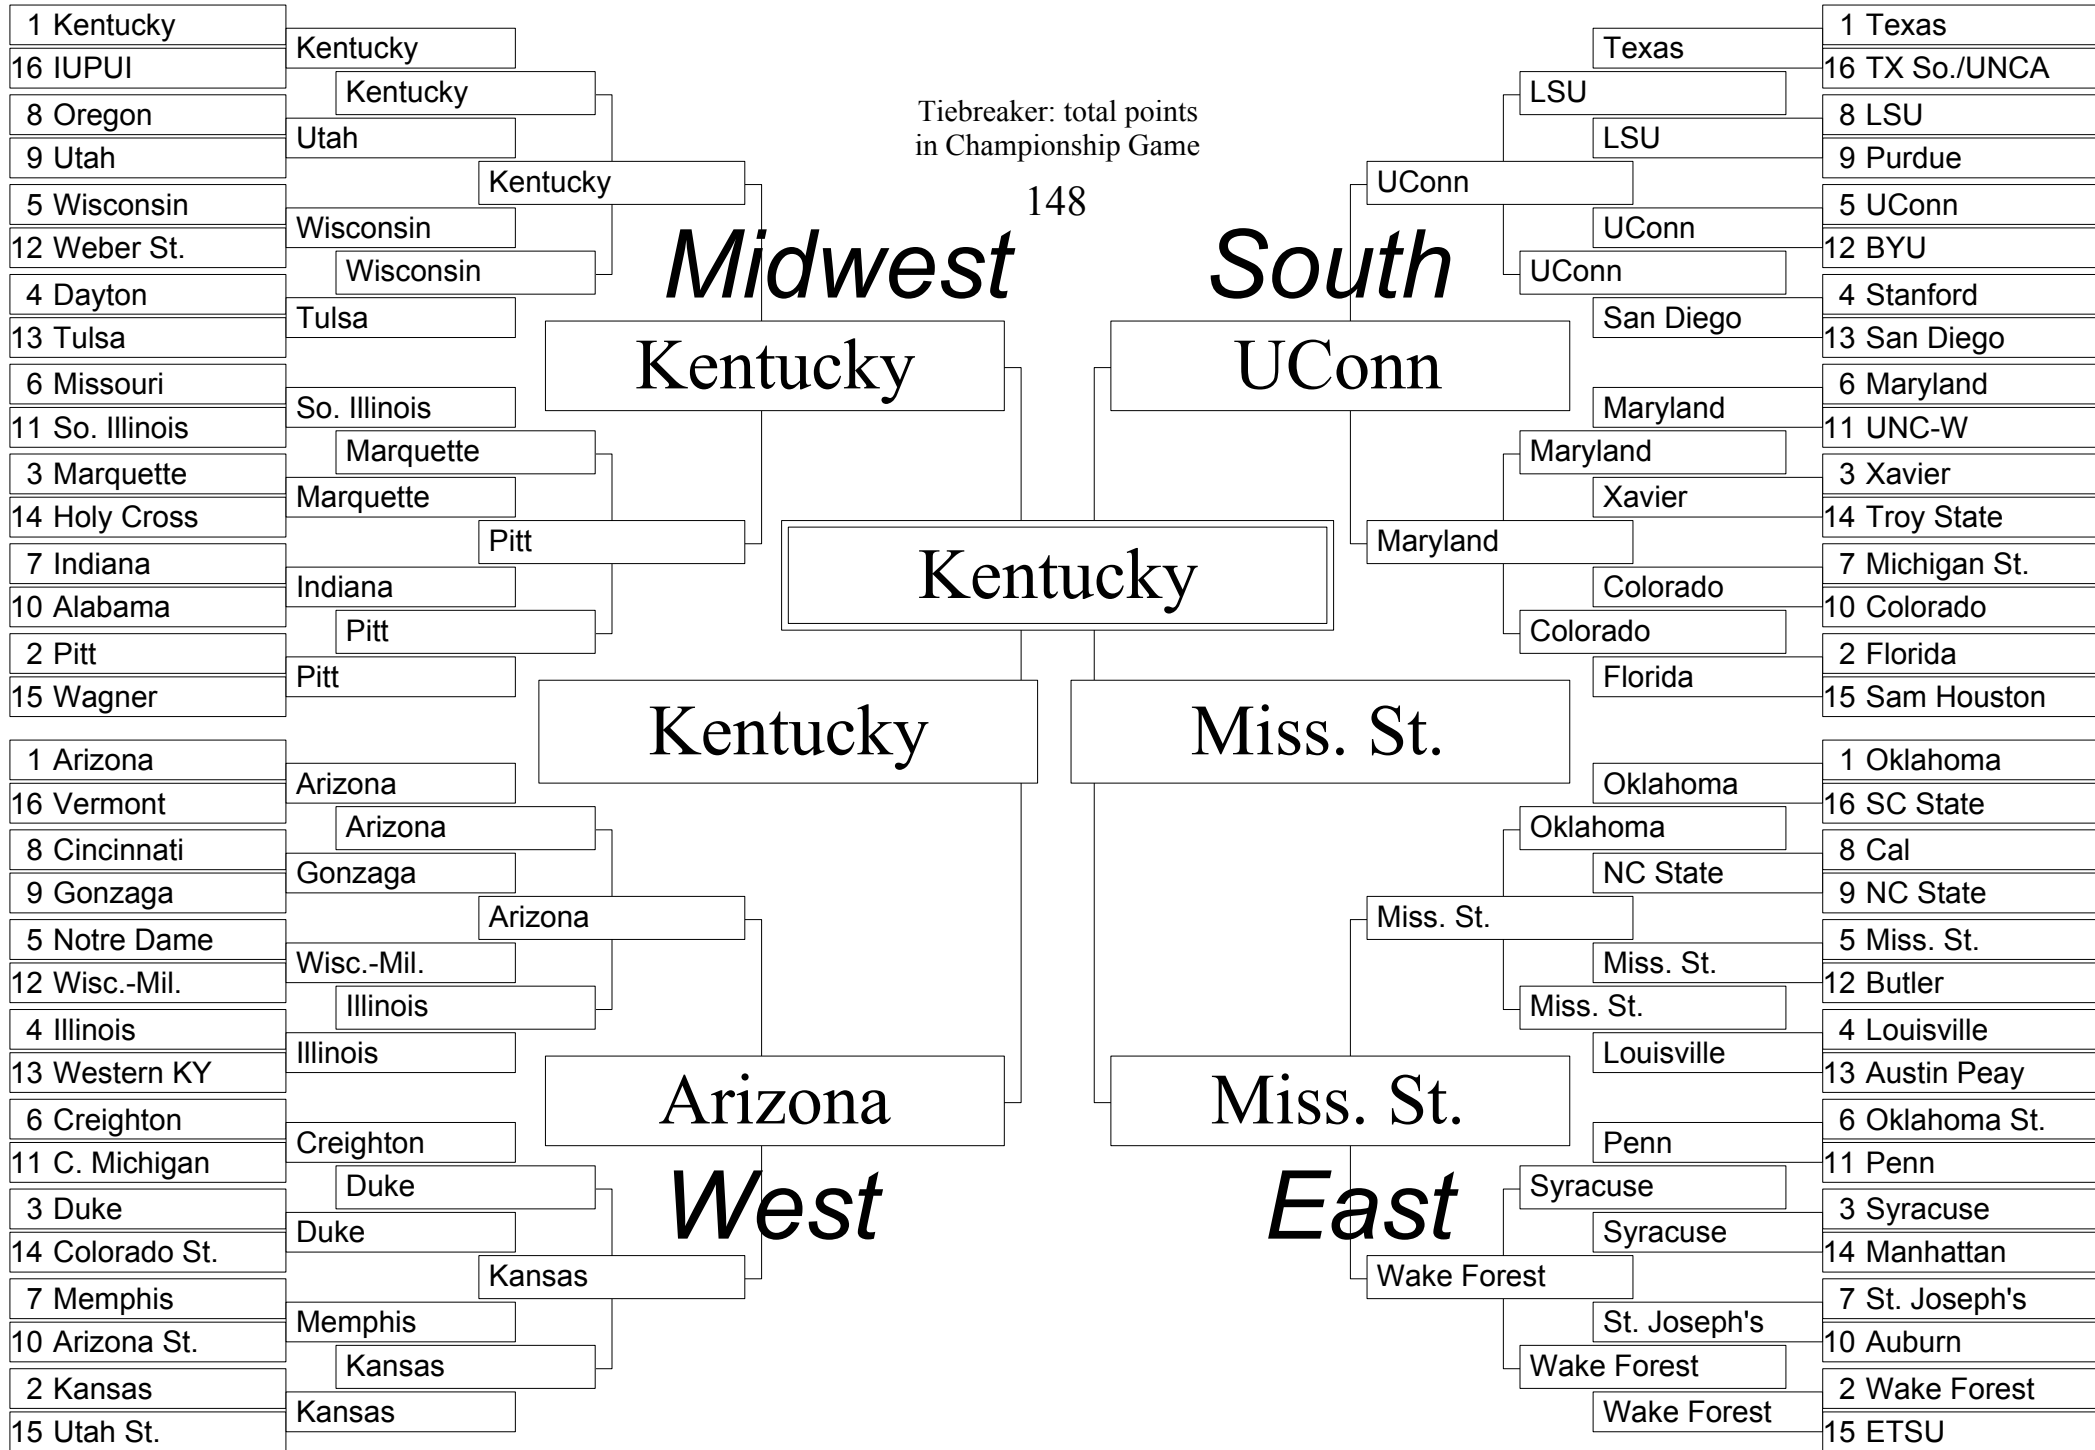 1 Kentucky
16 IUPUI
8 Oregon
9 Utah
5 Wisconsin
12 Weber St.
4 Dayton
13 Tulsa
6 Missouri
11 So. Illinois
3 Marquette
14 Holy Cross
7 Indiana
10 Alabama
2 Pitt
15 Wagner
Kentucky
Utah
Wisconsin
Tulsa
So. Illinois
Marquette
Indiana
Pitt
Kentucky
Wisconsin
Marquette
Pitt
Kentucky
Pitt
Midwest
Kentucky
1 Arizona
16 Vermont
8 Cincinnati
9 Gonzaga
5 Notre Dame
12 Wisc.-Mil.
4 Illinois
13 Western KY
6 Creighton
11 C. Michigan
3 Duke
14 Colorado St.
7 Memphis
10 Arizona St.
2 Kansas
15 Utah St.
Arizona
Gonzaga
Wisc.-Mil.
Illinois
Creighton
Duke
Memphis
Kansas
Arizona
Illinois
Duke
Kansas
Arizona
Kansas
Arizona
West
Tiebreaker: total points
in Championship Game
148
Kentucky
Kentucky
Miss. St.
South
UConn
UConn
Maryland
LSU
UConn
Maryland
Colorado
Texas
LSU
UConn
San Diego
Maryland
Xavier
Colorado
Florida
1 Texas
16 TX So./UNCA
8 LSU
9 Purdue
5 UConn
12 BYU
4 Stanford
13 San Diego
6 Maryland
11 UNC-W
3 Xavier
14 Troy State
7 Michigan St.
10 Colorado
2 Florida
15 Sam Houston
Miss. St.
East
Miss. St.
Wake Forest
Oklahoma
Miss. St.
Syracuse
Wake Forest
Oklahoma
NC State
Miss. St.
Louisville
Penn
Syracuse
St. Joseph's
Wake Forest
1 Oklahoma
16 SC State
8 Cal
9 NC State
5 Miss. St.
12 Butler
4 Louisville
13 Austin Peay
6 Oklahoma St.
11 Penn
3 Syracuse
14 Manhattan
7 St. Joseph's
10 Auburn
2 Wake Forest
15 ETSU